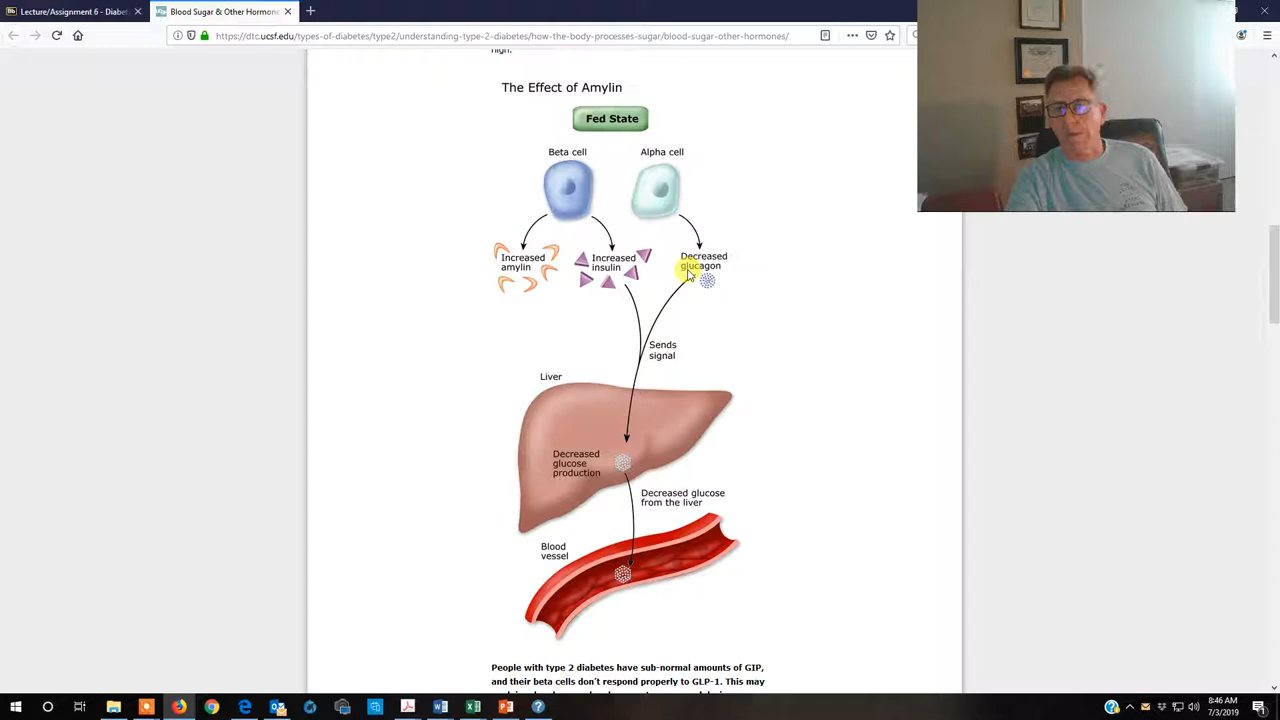 Lecture/Assignment 6 - Diabet
Blood Sugar & Other Hormone
https://dtc.ucsf.edu/types-of-diabetes/type2/understanding-type-2-diabetes/how-the-body-processes-sugar/blood-sugar-other-hormones/
high.
The Effect of Amylin
Fed State
Beta cell
Alpha cell
Increased
amylin
Increased
insulin
Decreased
glucagon
Sends
signal
Liver
Decreased
glucose
production
Decreased glucose
from the liver
Blood
vessel
People with type 2 diabetes have sub-normal amounts of GIP,
and their beta cells don't respond properly to GLP-1. This may
8:46 AM
7/3/2019